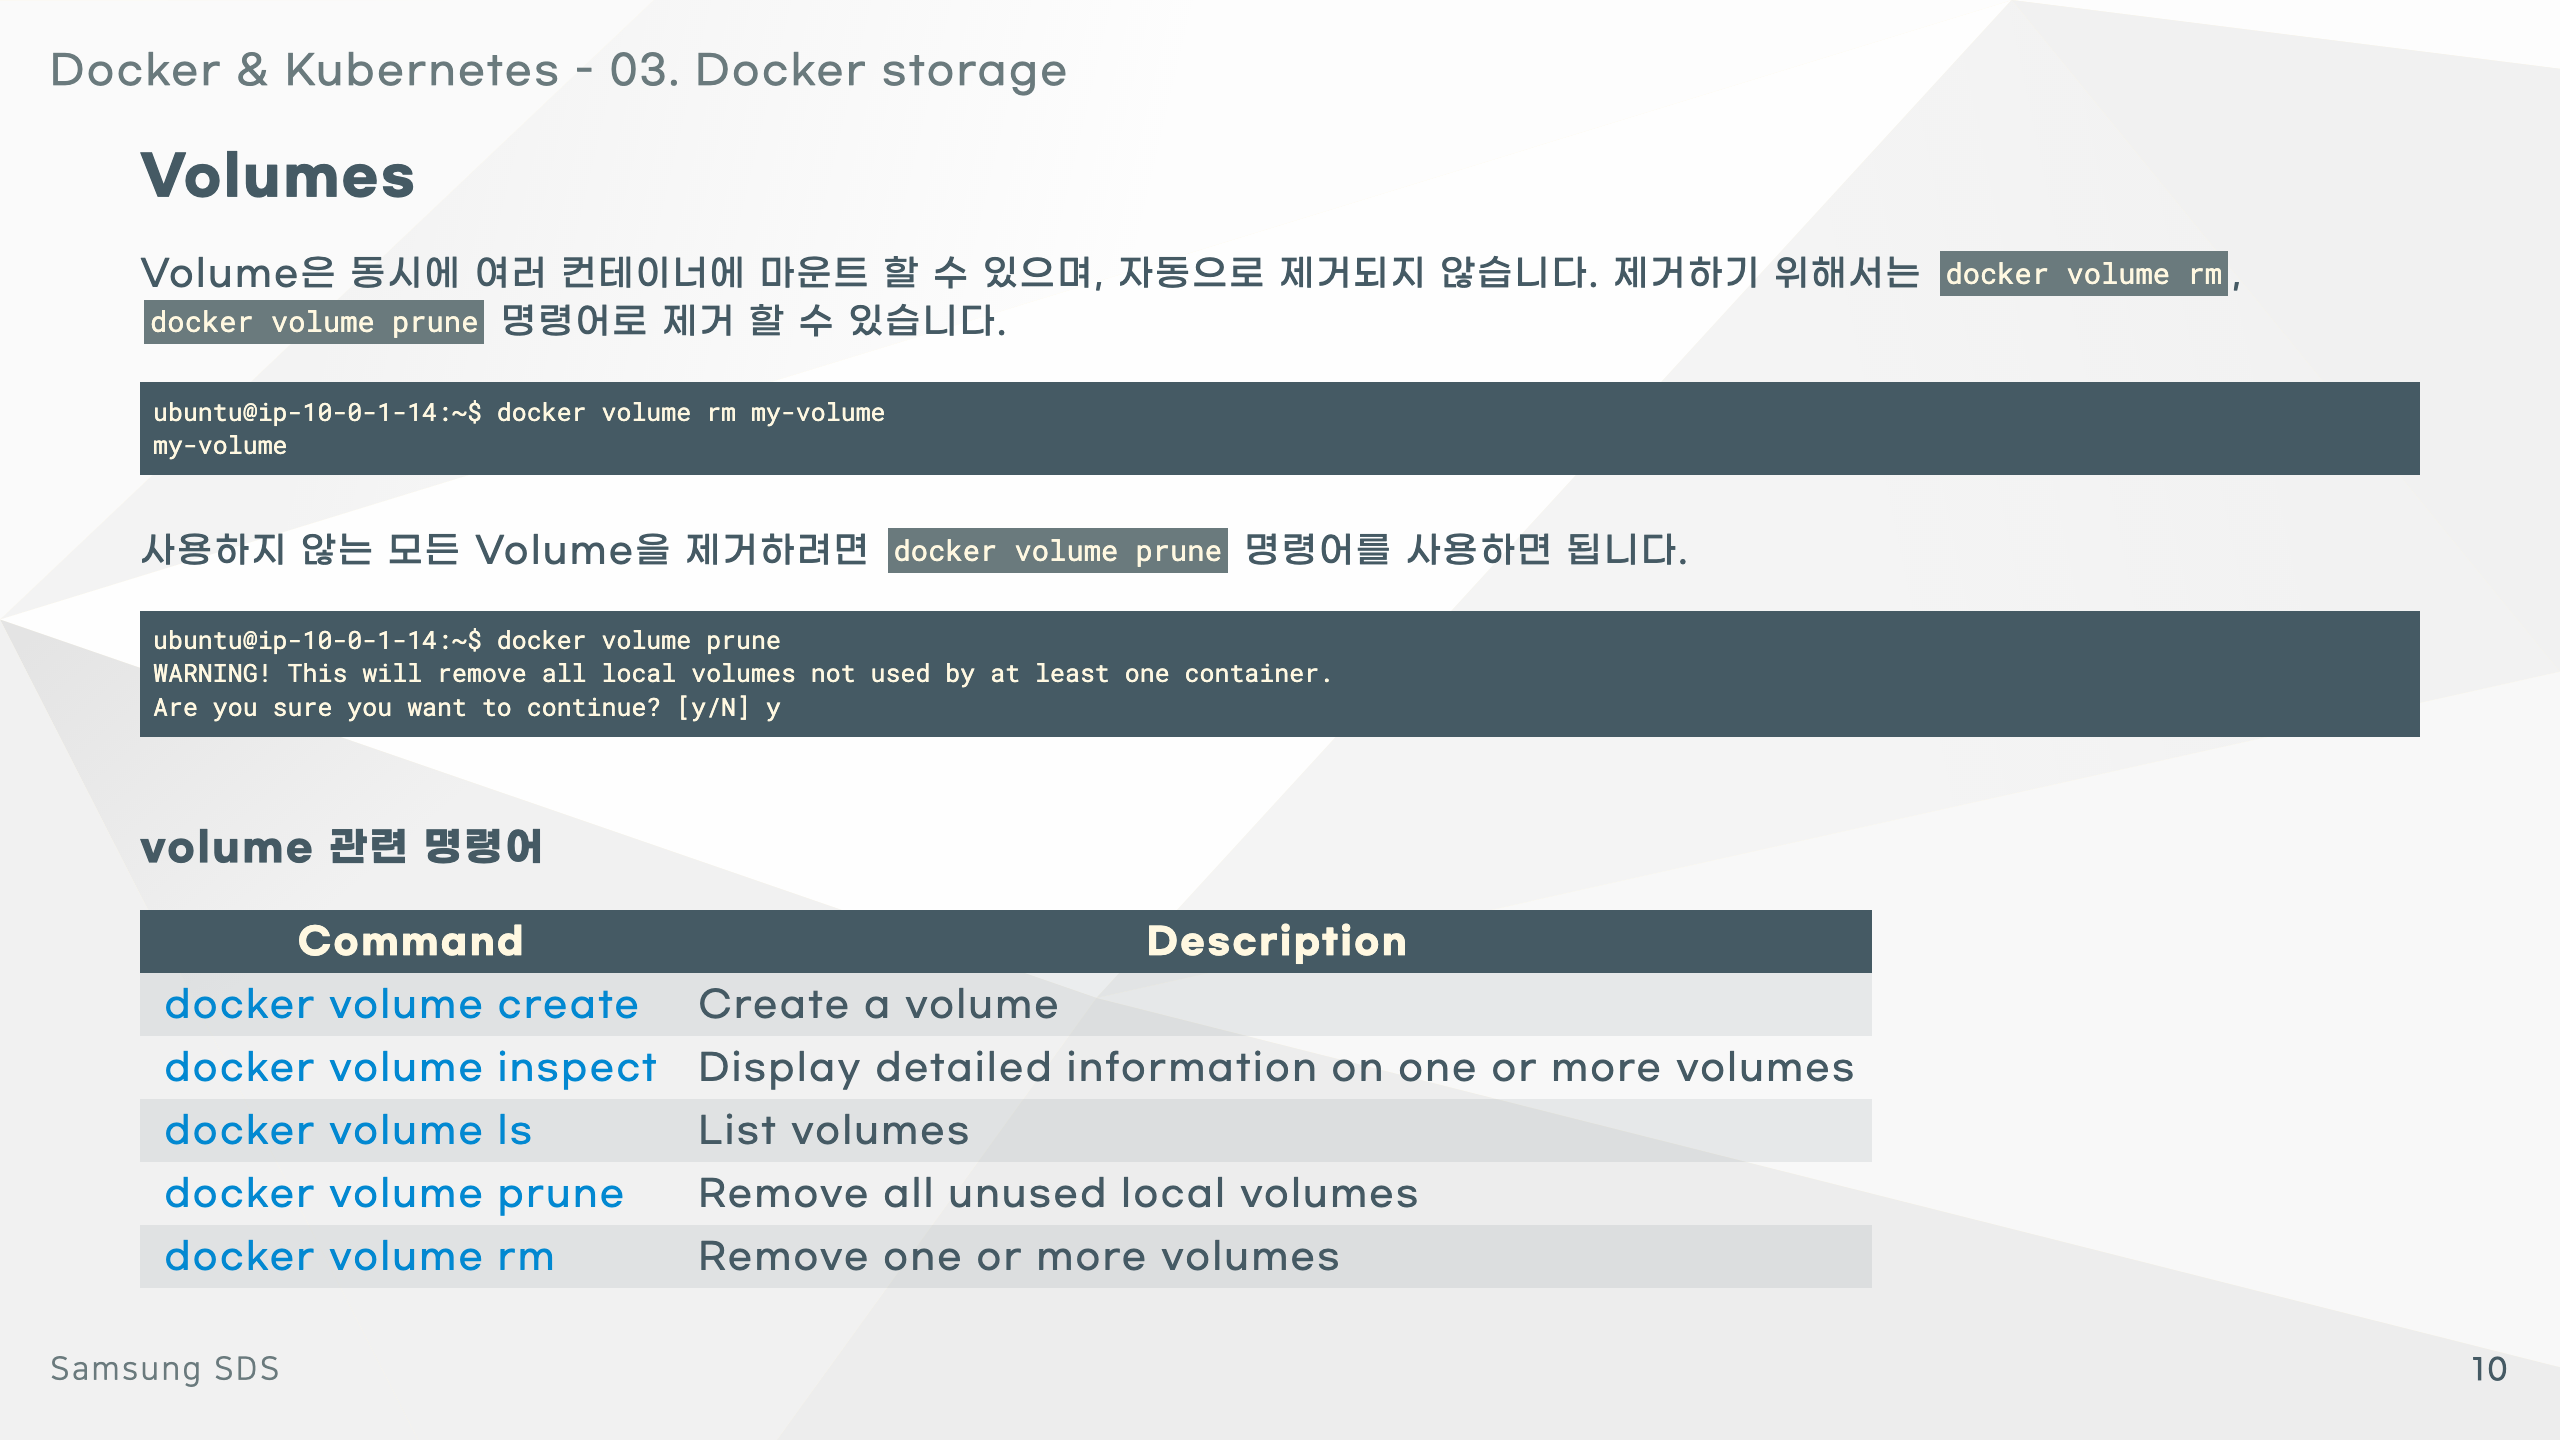 Docker & Kubernetes - 03. Docker storage
Volumes
Volume은 동시에 여러 컨테이너에 마운트 할 수 있으며, 자동으로 제거되지 않습니다. 제거하기 위해서는 docker volume rm,
docker volume prune 명령어로 제거 할 수 있습니다.
ubuntu@ip-10-0-1-14:~$ docker volume rm my-volume
my-volume
사용하지 않는 모든 Volume을 제거하려면 docker volume prune 명령어를 사용하면 됩니다.
ubuntu@ip-10-0-1-14:~$ docker volume prune
WARNING! This will remove all local volumes not used by at least one container.
Are you sure you want to continue? [y/N] y
volume 관련 명령어
Command Description
docker volume create Create a volume
docker volume inspect Display detailed information on one or more volumes
docker volume ls List volumes
docker volume prune Remove all unused local volumes
docker volume rm Remove one or more volumes
Samsung SDS 10